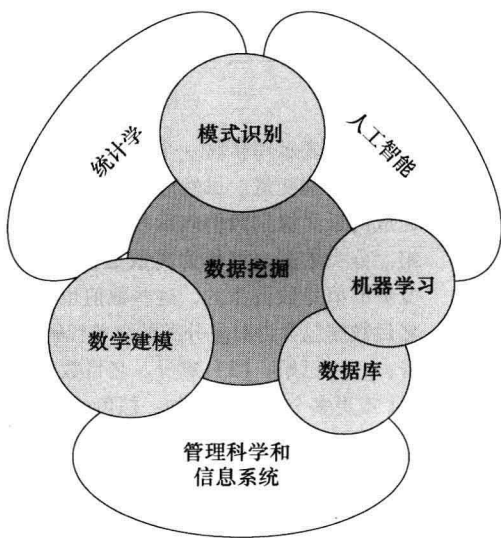 模式识别
统计学
人工智能
数据挖掘
机器学习
数学建模
数据库
管理科学和
信息系统